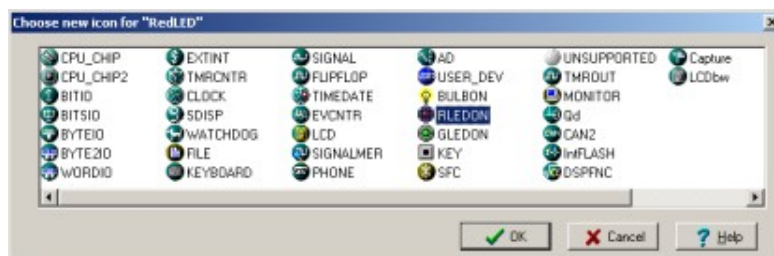 Choose new icon for "RedLED"
CPU_CHIP EXTINT SIGNAL AD UNSUPPORTED Capture
CPU_CHIP2 TMRCNTR FLIPFLOP USER_DEV TMROUT LCDbw
BITIO CLOCK TIMEDATE BULBON MONITOR
BITSIO SDISP EVCNTR RLEDON Qd
BYTEIO WATCHDOG LCD GLEDON CAN2
BYTE2IO FILE SIGNALMER KEY IntFLASH
WORDIO KEYBOARD PHONE SFC DSPFNC
OK Cancel Help